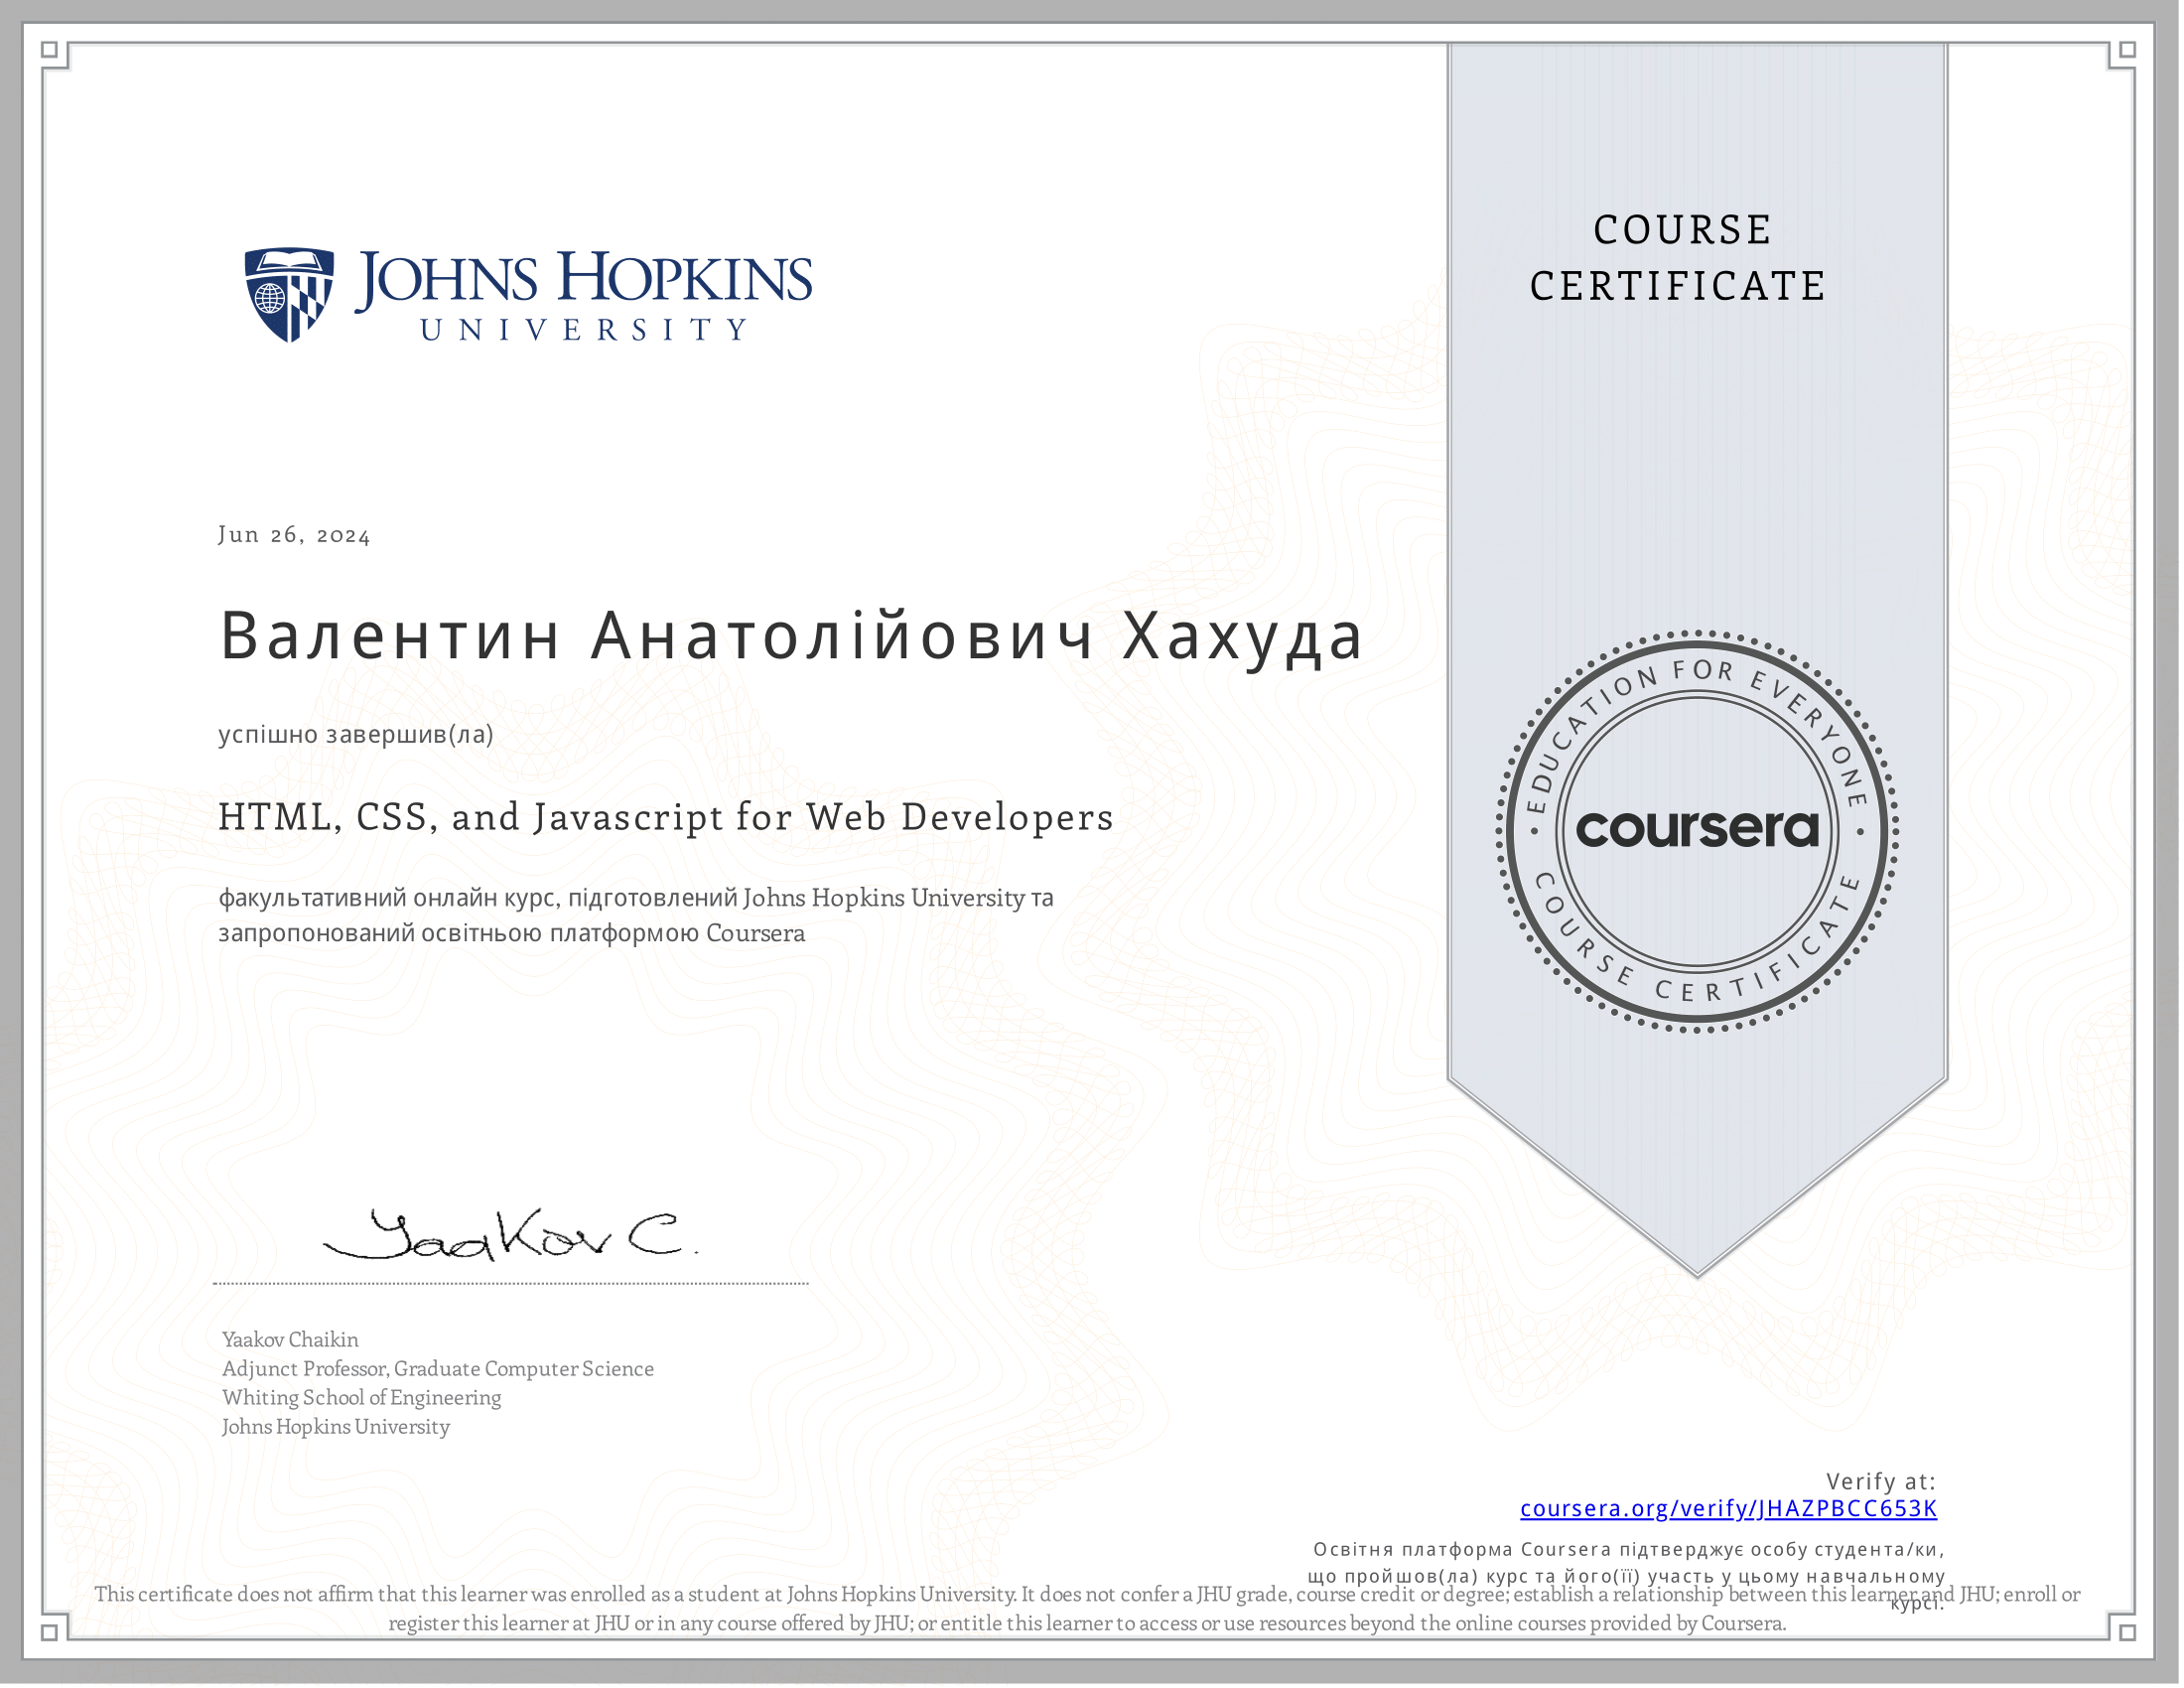 JOHNS HOPKINS
UNIVERSITY
COURSE
CERTIFICATE
Jun 26, 2024
Валентин Анатолійович Хахуда
успішно завершив(ла)
HTML, CSS, and Javascript for Web Developers
факультативний онлайн курс, підготовлений Johns Hopkins University та
запропонований освітньою платформою Coursera
EDUCATION FOR EVERYONE
coursera
COURSE CERTIFICATE
Yaakov C.
Yaakov Chaikin
Adjunct Professor, Graduate Computer Science
Whiting School of Engineering
Johns Hopkins University
Verify at:
coursera.org/verify/JHAZPBCC653K
Освітня платформа Coursera підтверджує особу студента/ки,
що пройшов(ла) курс та його(її) участь у цьому навчальному
курсі.
This certificate does not affirm that this learner was enrolled as a student at Johns Hopkins University. It does not confer a JHU grade, course credit or degree; establish a relationship between this learner and JHU; enroll or
register this learner at JHU or in any course offered by JHU; or entitle this learner to access or use resources beyond the online courses provided by Coursera.